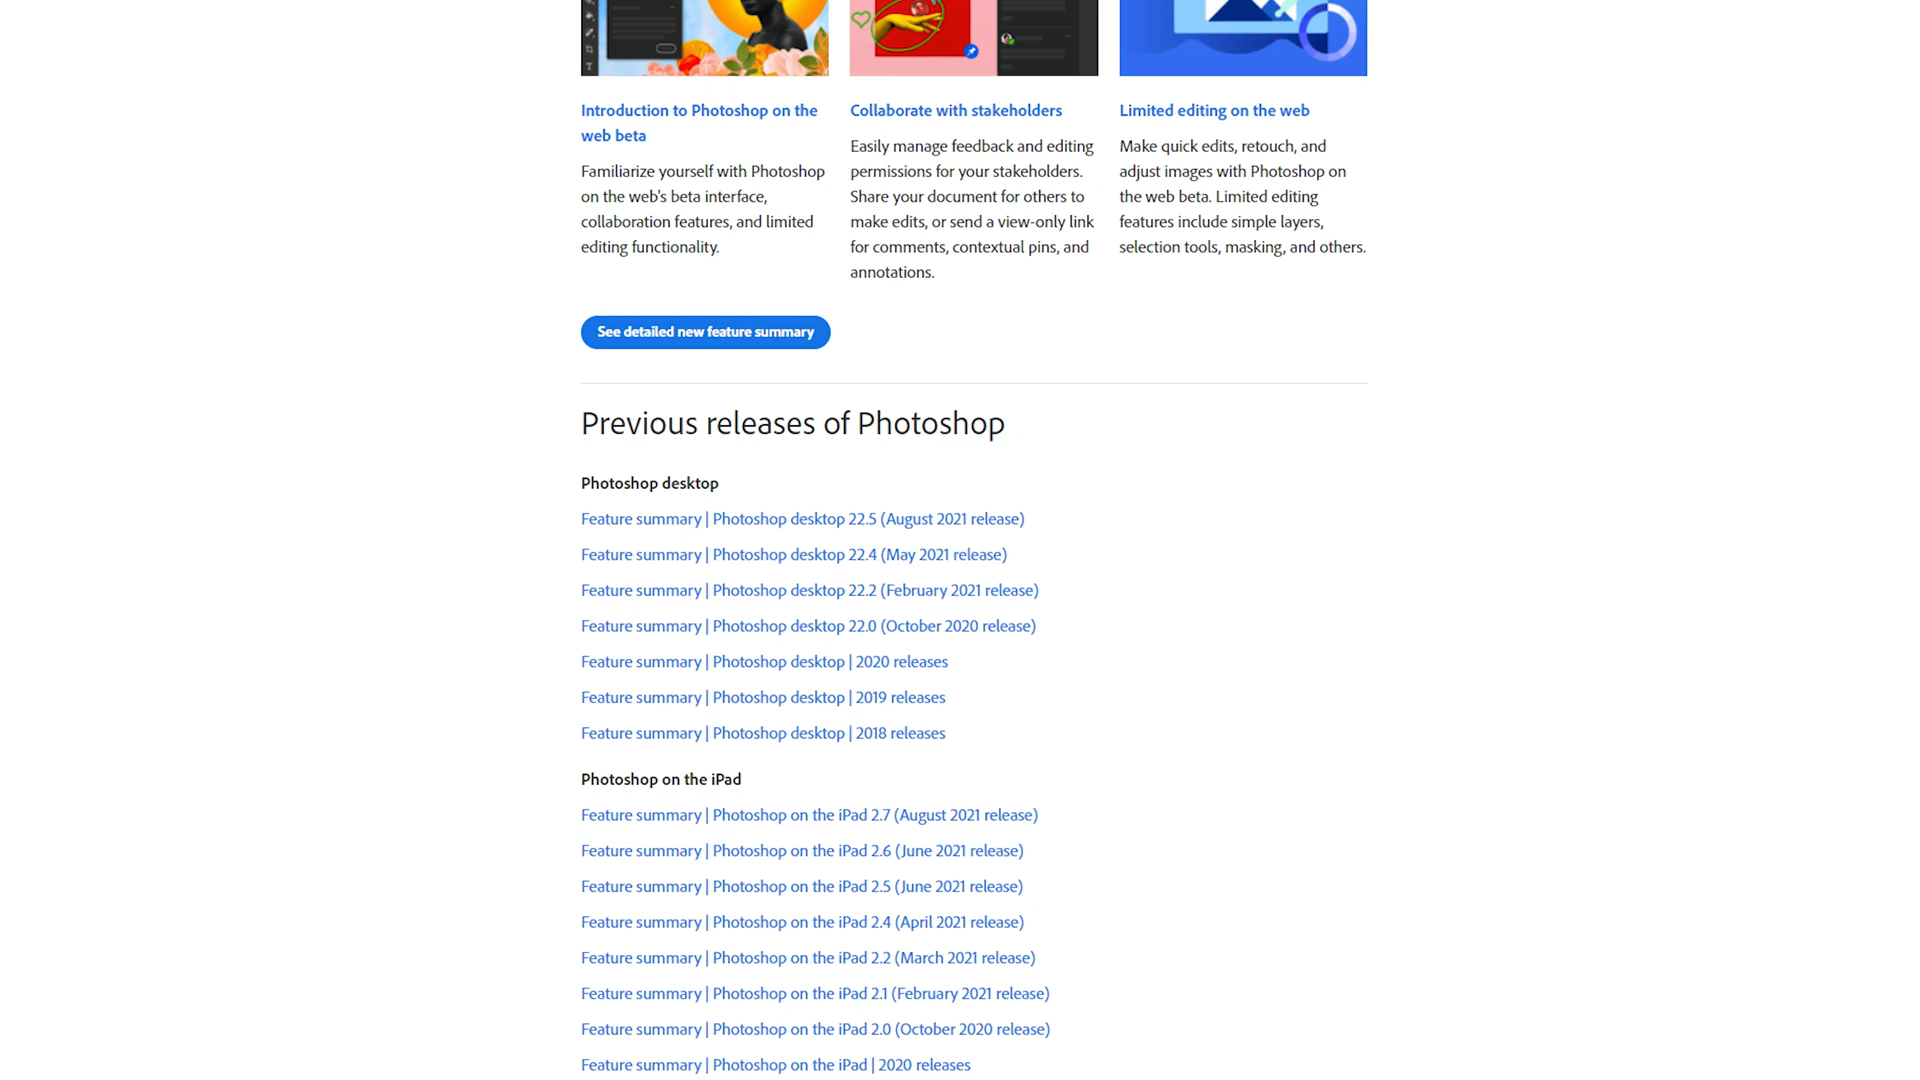 Introduction to Photoshop on the
web beta
Familiarize yourself with Photoshop
on the web's beta interface,
collaboration features, and limited
editing functionality.
Collaborate with stakeholders
Easily manage feedback and editing
permissions for your stakeholders.
Share your document for others to
make edits, or send a view-only link
for comments, contextual pins, and
annotations.
Limited editing on the web
Make quick edits, retouch, and
adjust images with Photoshop on
the web beta. Limited editing
features include simple layers,
selection tools, masking, and others.
See detailed new feature summary
Previous releases of Photoshop
Photoshop desktop
Feature summary | Photoshop desktop 22.5 (August 2021 release)
Feature summary | Photoshop desktop 22.4 (May 2021 release)
Feature summary | Photoshop desktop 22.2 (February 2021 release)
Feature summary | Photoshop desktop 22.0 (October 2020 release)
Feature summary | Photoshop desktop | 2020 releases
Feature summary | Photoshop desktop | 2019 releases
Feature summary | Photoshop desktop | 2018 releases
Photoshop on the iPad
Feature summary | Photoshop on the iPad 2.7 (August 2021 release)
Feature summary | Photoshop on the iPad 2.6 (June 2021 release)
Feature summary | Photoshop on the iPad 2.5 (June 2021 release)
Feature summary | Photoshop on the iPad 2.4 (April 2021 release)
Feature summary | Photoshop on the iPad 2.2 (March 2021 release)
Feature summary | Photoshop on the iPad 2.1 (February 2021 release)
Feature summary | Photoshop on the iPad 2.0 (October 2020 release)
Feature summary | Photoshop on the iPad | 2020 releases